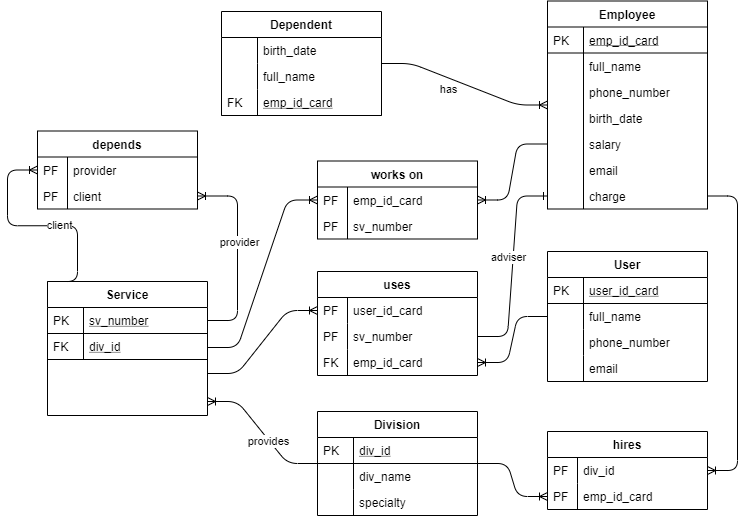 Dependent
birth_date
full_name
FK emp_id_card
Employee
PK emp_id_card
full_name
phone_number
birth_date
salary
email
charge
has
depends
PF provider
PF client
works on
PF emp_id_card
PF sv_number
client
provider
adviser
Service
PK sv_number
FK div_id
uses
PF user_id_card
PF sv_number
FK emp_id_card
User
PK user_id_card
full_name
phone_number
email
provides
Division
PK div_id
div_name
specialty
hires
PF div_id
PF emp_id_card